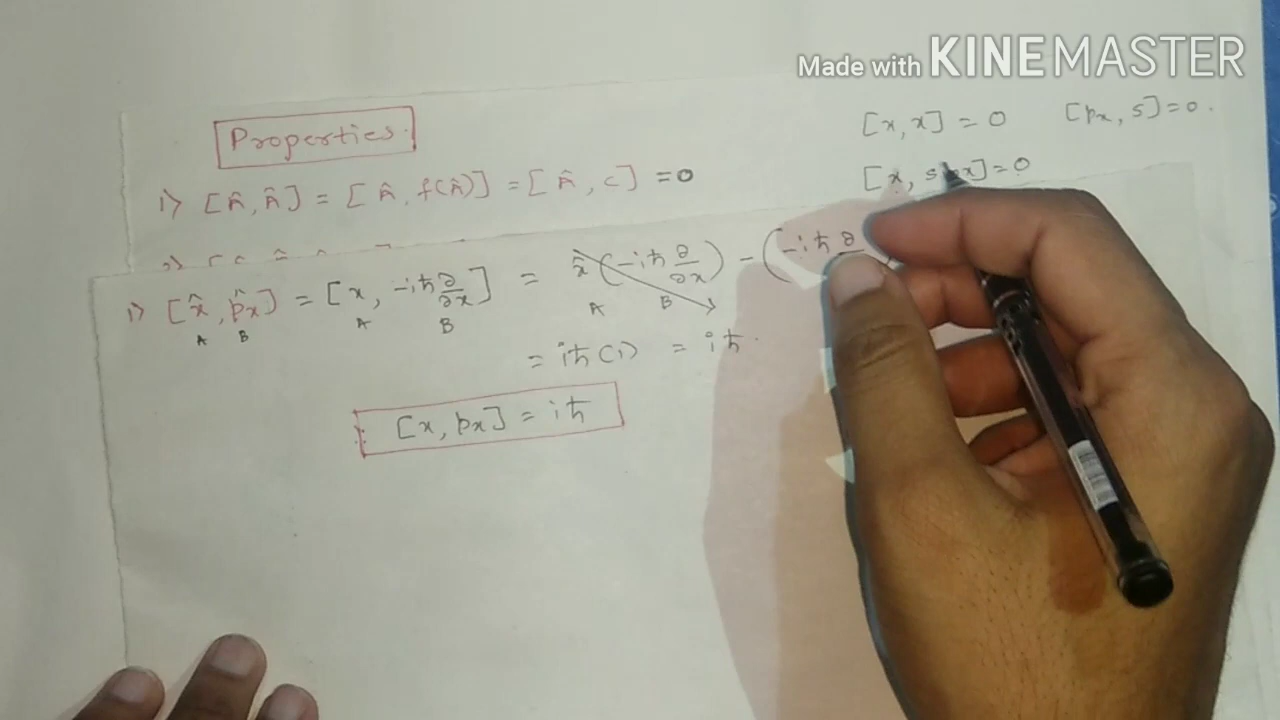 Made with KINEMASTER
Properties.
[x, x] = 0 [px, 5] = 0.
1) [Â, Â] = [Â, f(Â)] = [Â, c] = 0
[x, s x] = 0
1) [x̂, p̂x] = [x, -iħ ∂/∂x] = x̂ (-iħ ∂/∂x) - (-iħ ∂
A B A B A B
= iħ(1) = iħ.
∴ [x, px] = iħ